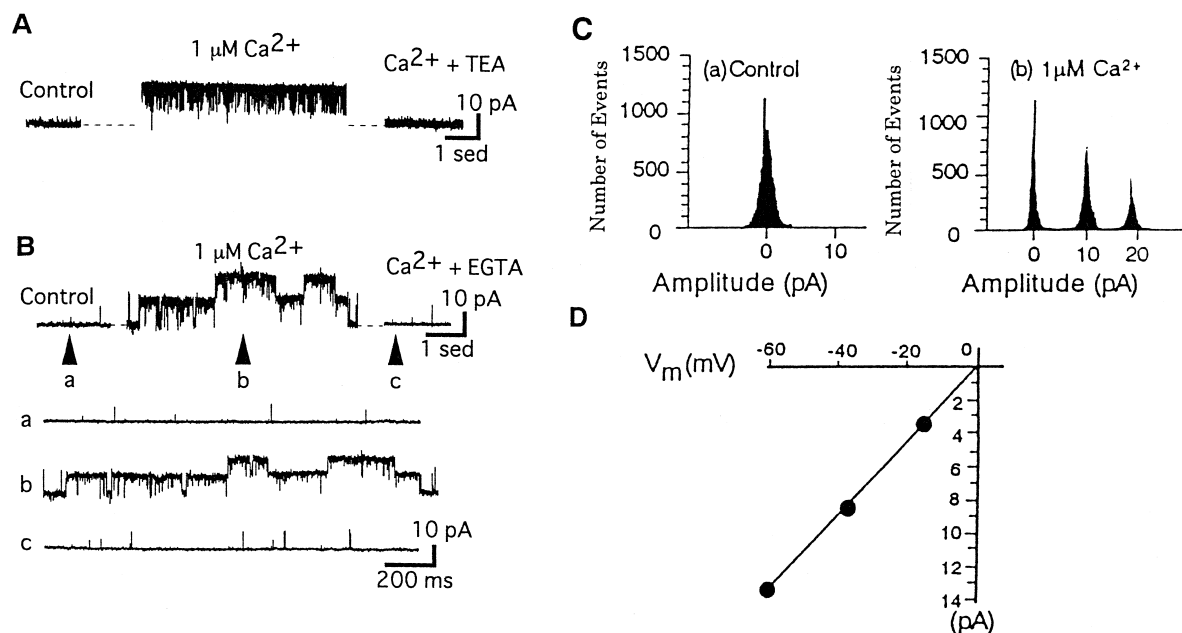 A
1 μM Ca2+
Ca2+ + TEA
Control
10 pA
1 sed
B
1 μM Ca2+
Ca2+ + EGTA
Control
10 pA
1 sed
a
b
c
a
b
c
10 pA
200 ms
C
1500
1000
500
0
Number of Events
(a) Control
0
10
Amplitude (pA)
1500
1000
500
0
Number of Events
(b) 1μM Ca2+
0
10
20
Amplitude (pA)
D
-60
-40
-20
0
Vm(mV)
2
4
6
8
10
12
14
(pA)